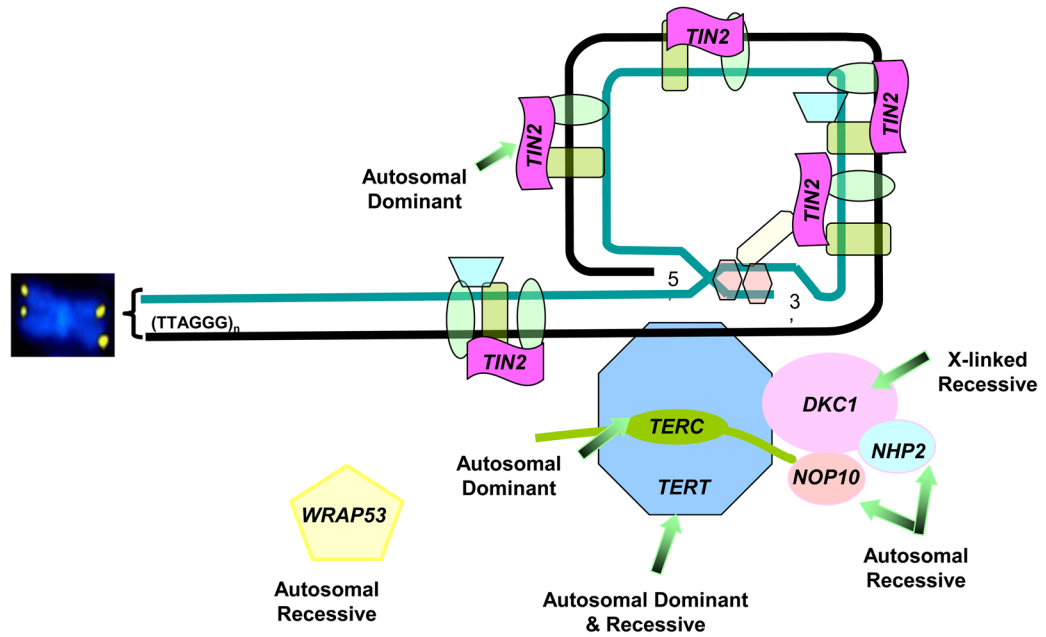 TIN2
TIN2
TIN2
Autosomal
Dominant
TIN2
5
,
3
,
(TTAGGG)n
TIN2
X-linked
Recessive
DKC1
TERC
NHP2
Autosomal
Dominant
NOP10
TERT
WRAP53
Autosomal
Recessive
Autosomal
Recessive
Autosomal Dominant
& Recessive